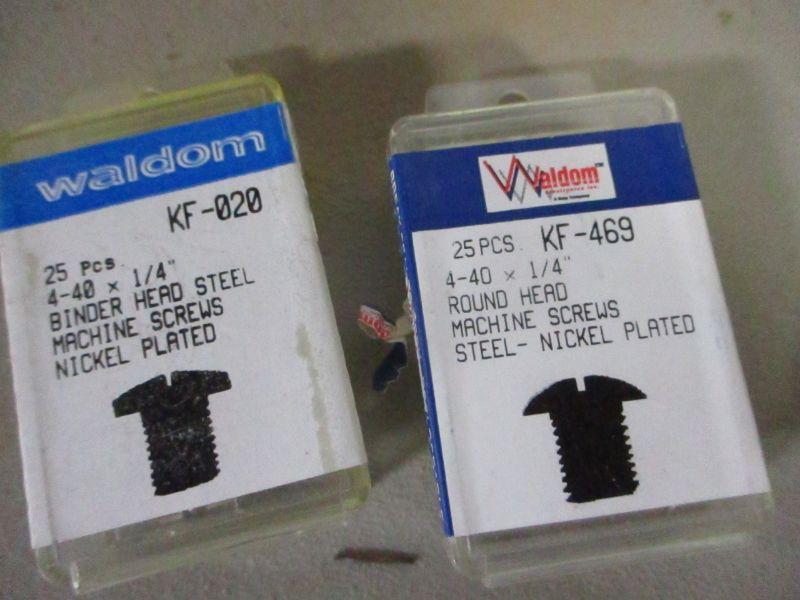 waldom
KF-020
25 Pcs.
4-40 × 1/4"
BINDER HEAD STEEL
MACHINE SCREWS
NICKEL PLATED
Waldom
25 PCS. KF-469
4-40 × 1/4"
ROUND HEAD
MACHINE SCREWS
STEEL- NICKEL PLATED